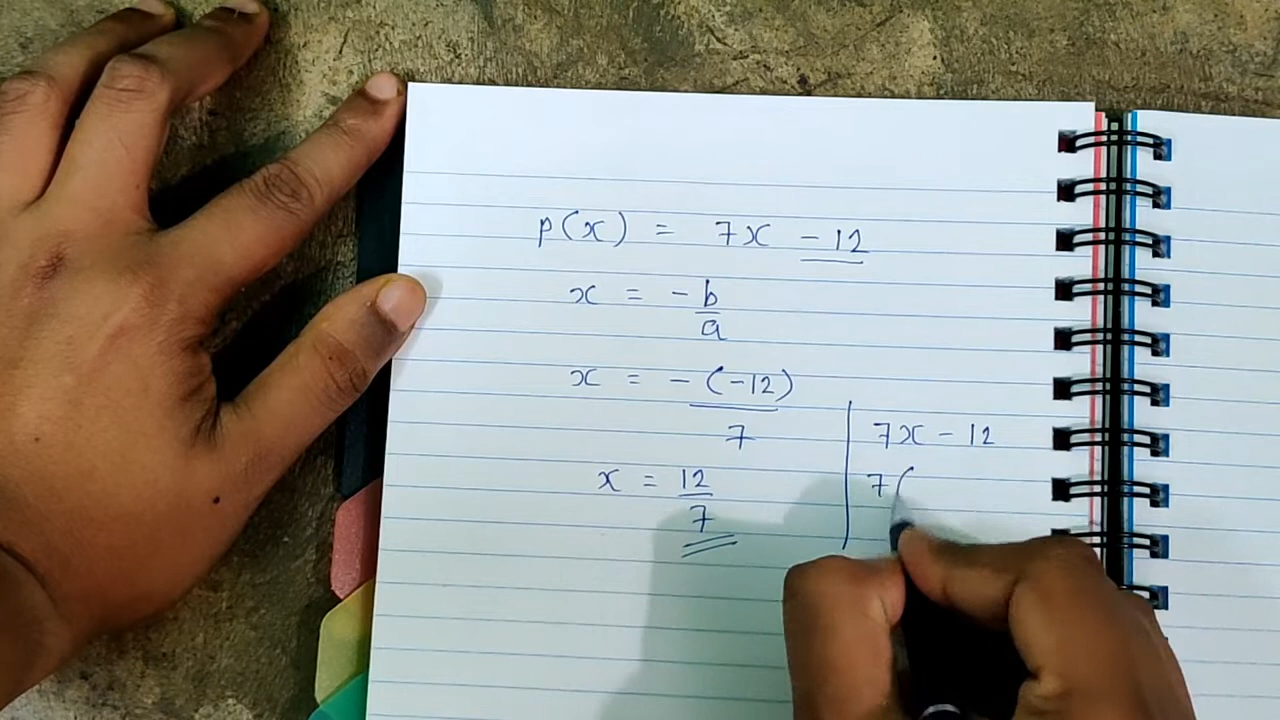 p(x) = 7x - 12
x = - b/a
x = - (-12)/7
x = 12/7
7x - 12
7(